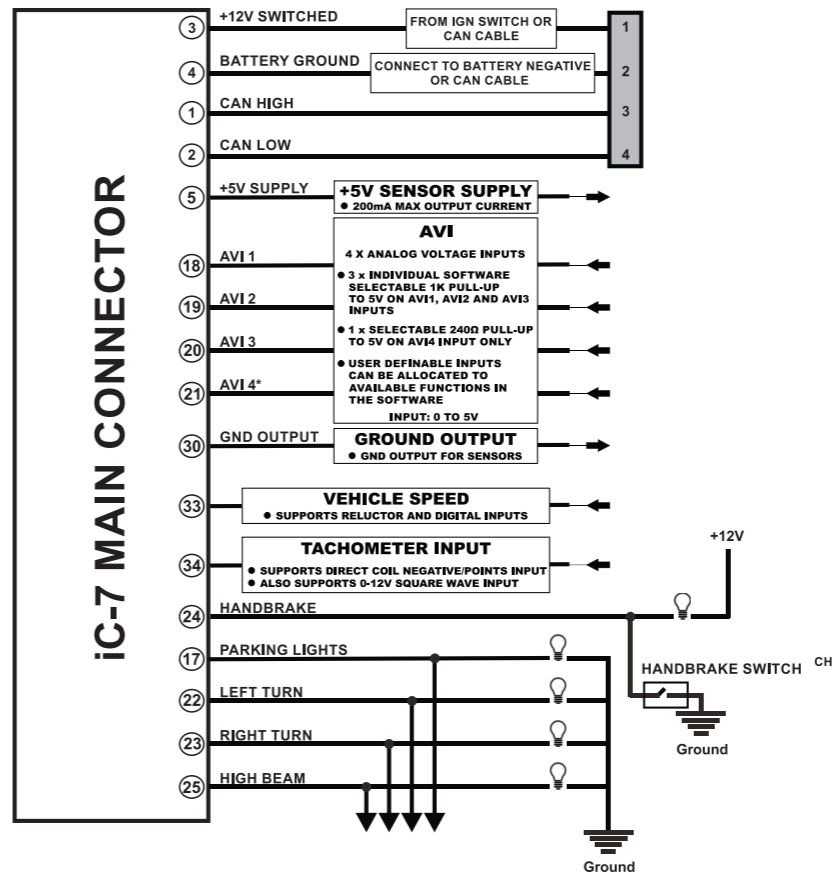 iC-7 MAIN CONNECTOR
3 +12V SWITCHED
FROM IGN SWITCH OR
CAN CABLE
1
4 BATTERY GROUND
CONNECT TO BATTERY NEGATIVE
OR CAN CABLE
2
1 CAN HIGH
3
2 CAN LOW
4
5 +5V SUPPLY
+5V SENSOR SUPPLY
● 200mA MAX OUTPUT CURRENT
AVI
4 X ANALOG VOLTAGE INPUTS
● 3 x INDIVIDUAL SOFTWARE
SELECTABLE 1K PULL-UP
TO 5V ON AVI1, AVI2 AND AVI3
INPUTS
● 1 x SELECTABLE 240Ω PULL-UP
TO 5V ON AVI4 INPUT ONLY
● USER DEFINABLE INPUTS
CAN BE ALLOCATED TO
AVAILABLE FUNCTIONS IN
THE SOFTWARE
INPUT: 0 TO 5V
18 AVI 1
19 AVI 2
20 AVI 3
21 AVI 4*
30 GND OUTPUT
GROUND OUTPUT
● GND OUTPUT FOR SENSORS
33
VEHICLE SPEED
● SUPPORTS RELUCTOR AND DIGITAL INPUTS
34
TACHOMETER INPUT
● SUPPORTS DIRECT COIL NEGATIVE/POINTS INPUT
● ALSO SUPPORTS 0-12V SQUARE WAVE INPUT
+12V
24 HANDBRAKE
17 PARKING LIGHTS
HANDBRAKE SWITCH
CH
22 LEFT TURN
23 RIGHT TURN
Ground
25 HIGH BEAM
Ground